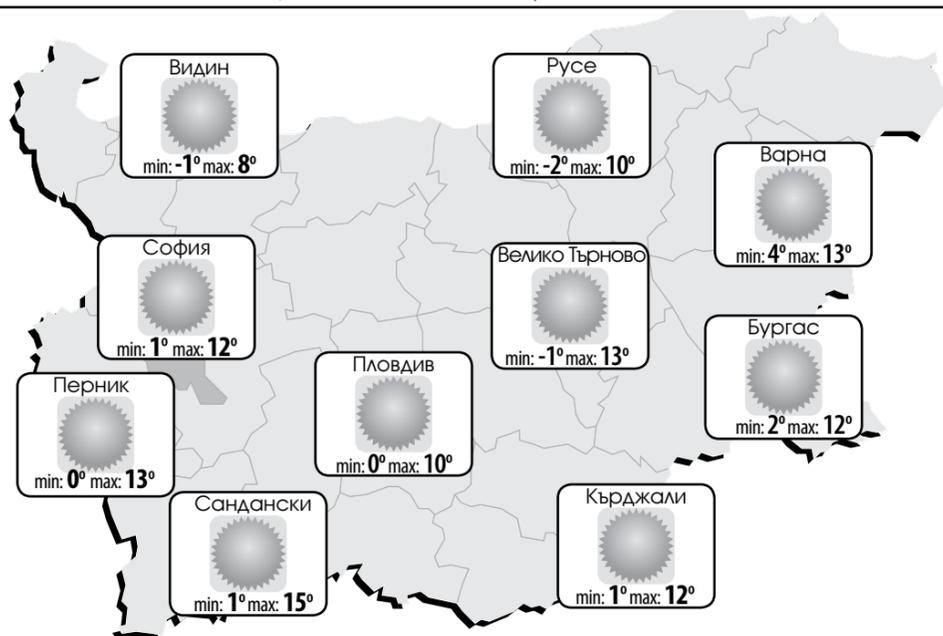 Видин
min: -1° max: 8°
Русе
min: -2° max: 10°
Варна
min: 4° max: 13°
София
min: 1° max: 12°
Велико Търново
min: -1° max: 13°
Бургас
min: 2° max: 12°
Пловдив
min: 0° max: 10°
Перник
min: 0° max: 13°
Сандански
min: 1° max: 15°
Кърджали
min: 1° max: 12°